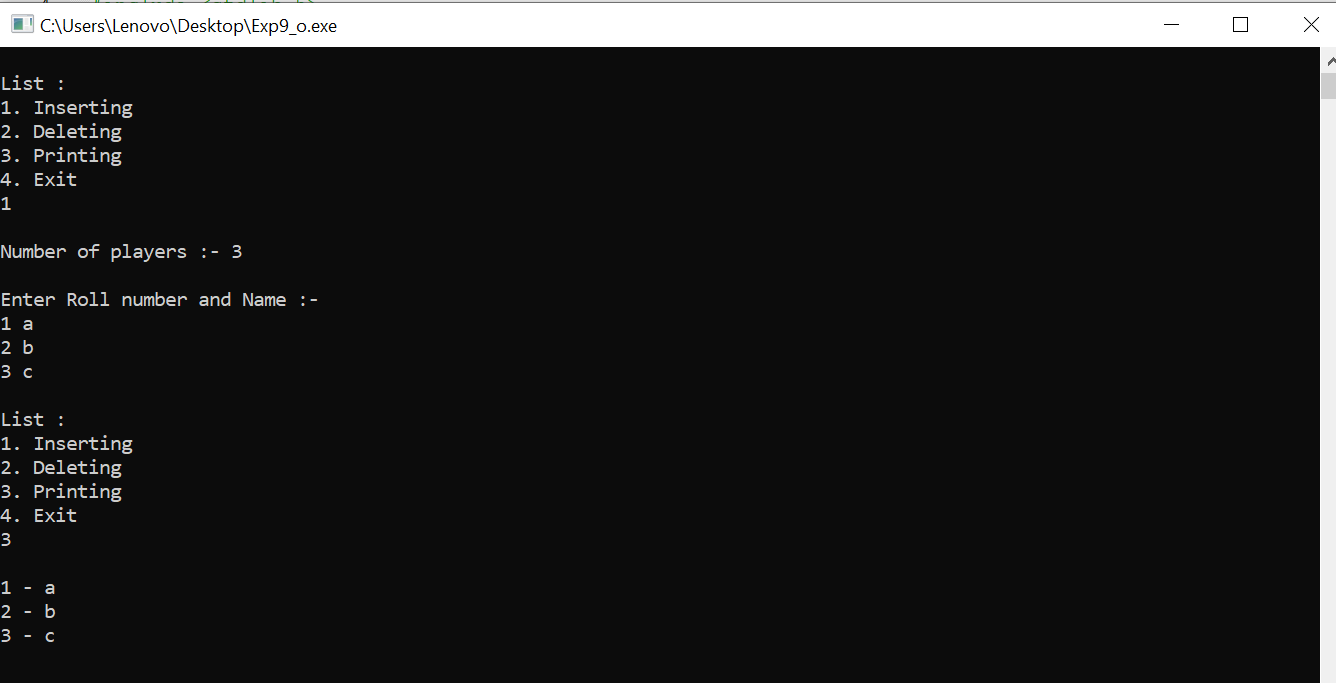 C:\Users\Lenovo\Desktop\Exp9_o.exe
List :
1. Inserting
2. Deleting
3. Printing
4. Exit
1
Number of players :- 3
Enter Roll number and Name :-
1 a
2 b
3 c
List :
1. Inserting
2. Deleting
3. Printing
4. Exit
3
1 - a
2 - b
3 - c